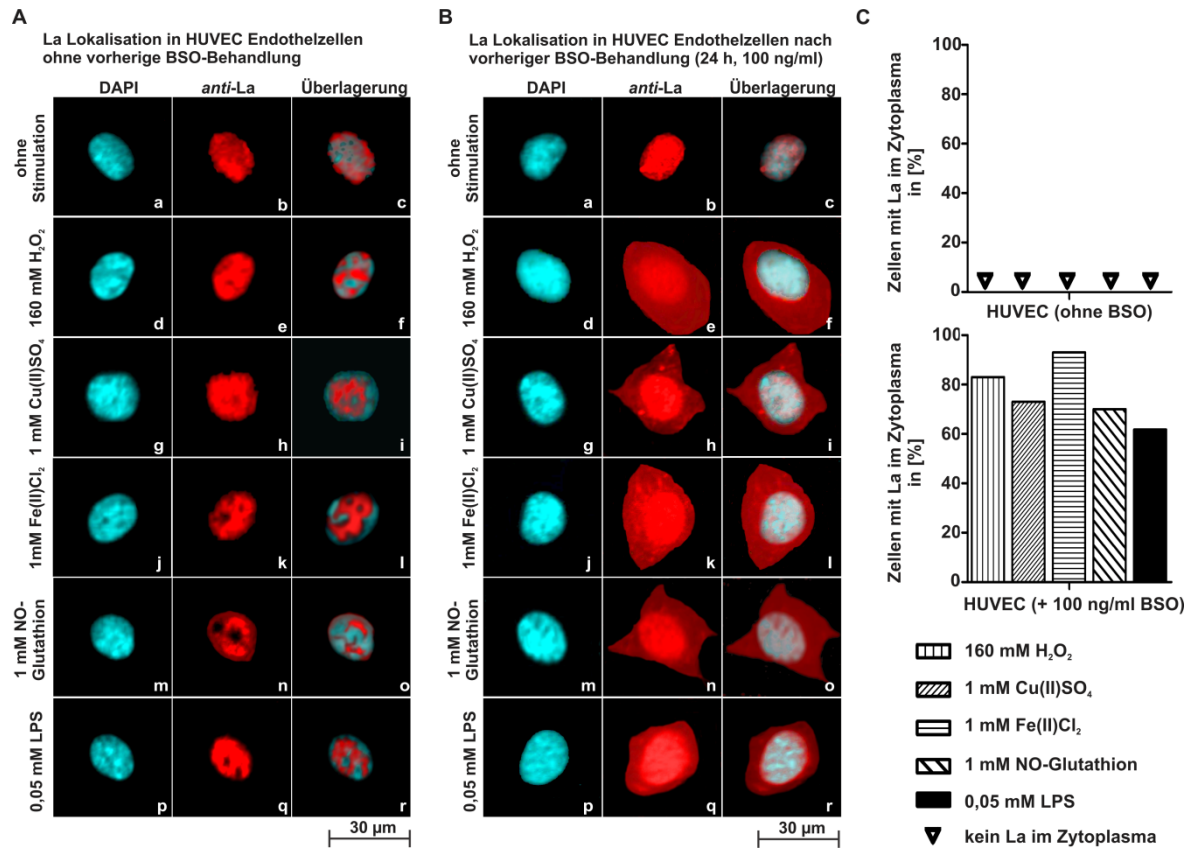 A
La Lokalisation in HUVEC Endothelzellen
ohne vorherige BSO-Behandlung
DAPI
anti-La
Überlagerung
ohne
Stimulation
a
b
c
160 mM H₂O₂
d
e
f
1 mM Cu(II)SO₄
g
h
i
1mM Fe(II)Cl₂
j
k
l
1 mM NO-
Glutathion
m
n
o
0,05 mM LPS
p
q
r
30 µm
B
La Lokalisation in HUVEC Endothelzellen nach
vorheriger BSO-Behandlung (24 h, 100 ng/ml)
DAPI
anti-La
Überlagerung
ohne
Stimulation
a
b
c
160 mM H₂O₂
d
e
f
1 mM Cu(II)SO₄
g
h
i
1mM Fe(II)Cl₂
j
k
l
1 mM NO-
Glutathion
m
n
o
0,05 mM LPS
p
q
r
30 µm
C
Zellen mit La im Zytoplasma
in [%]
100
80
60
40
20
0
HUVEC (ohne BSO)
Zellen mit La im Zytoplasma
in [%]
80
60
40
20
0
HUVEC (+ 100 ng/ml BSO)
160 mM H₂O₂
1 mM Cu(II)SO₄
1 mM Fe(II)Cl₂
1 mM NO-Glutathion
0,05 mM LPS
kein La im Zytoplasma